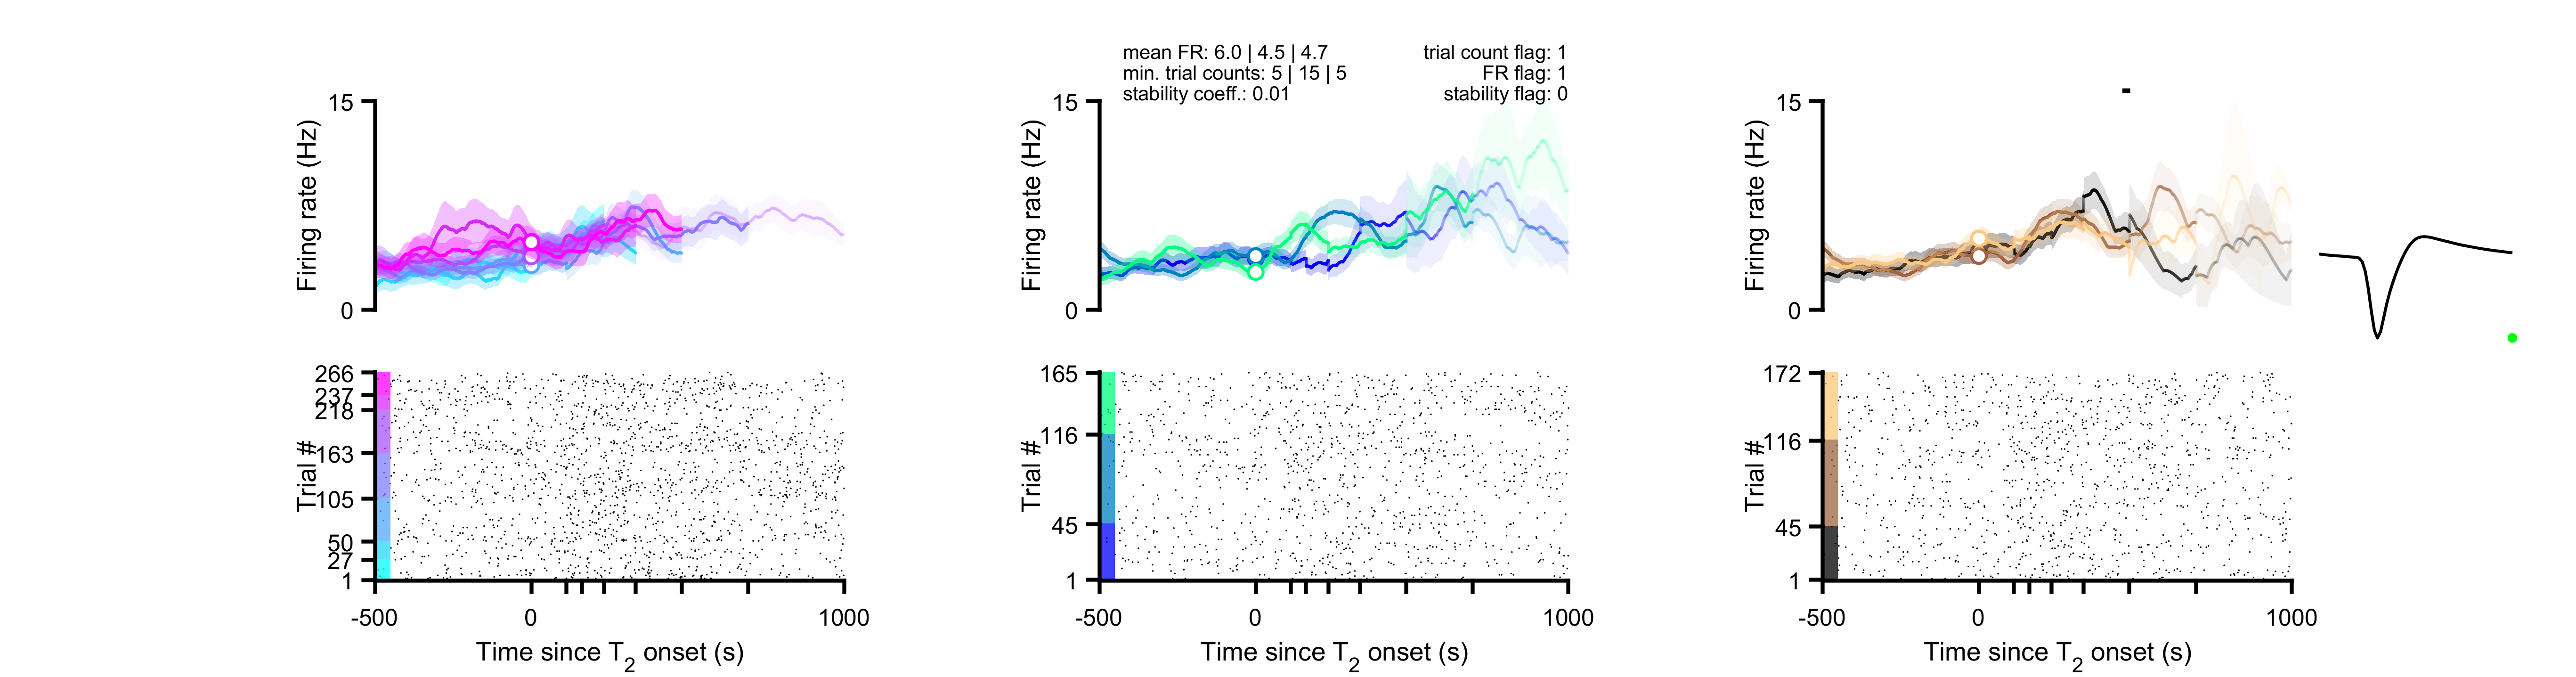 mean FR: 6.0 | 4.5 | 4.7
min. trial counts: 5 | 15 | 5
stability coeff.: 0.01
trial count flag: 1
FR flag: 1
stability flag: 0
15
0
Firing rate (Hz)
15
0
Firing rate (Hz)
15
0
Firing rate (Hz)
266
237
218
163
105
50
27
1
Trial #
-500
0
1000
Time since T2 onset (s)
165
116
45
1
Trial #
-500
0
1000
Time since T2 onset (s)
172
116
45
1
Trial #
-500
0
1000
Time since T2 onset (s)